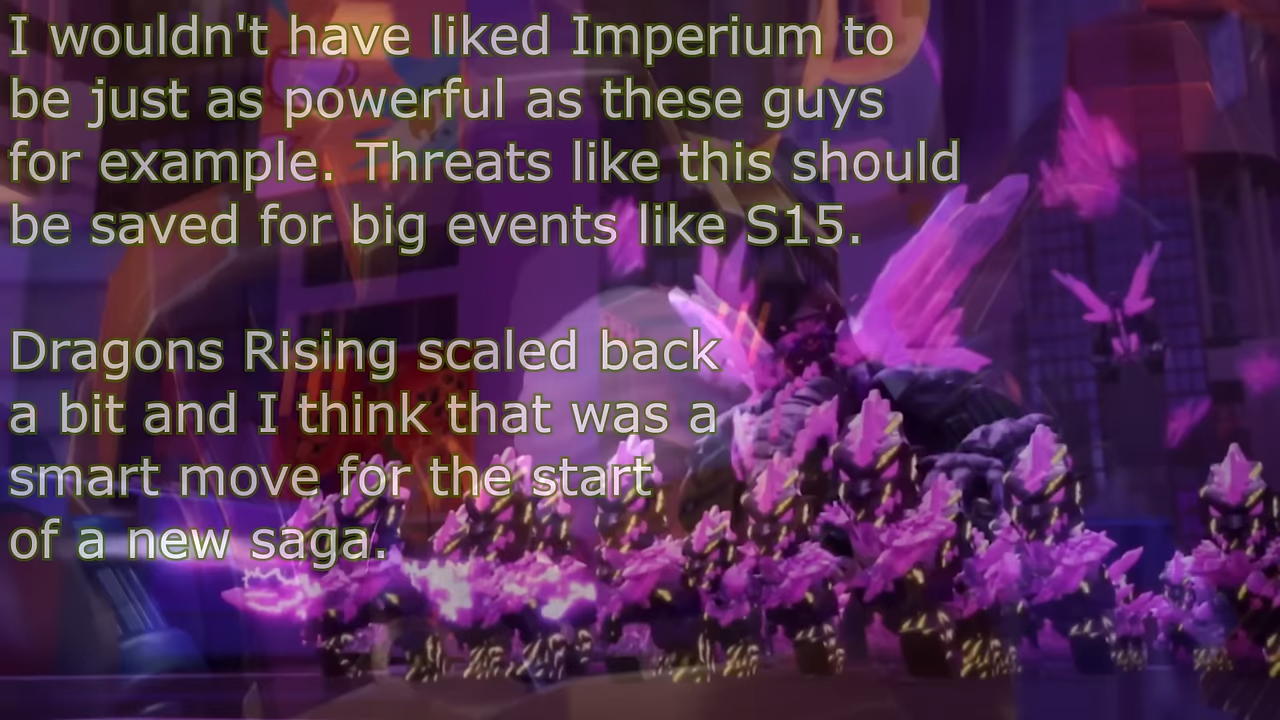 I wouldn't have liked Imperium to
be just as powerful as these guys
for example. Threats like this should
be saved for big events like S15.
Dragons Rising scaled back
a bit and I think that was a
smart move for the start
of a new saga.